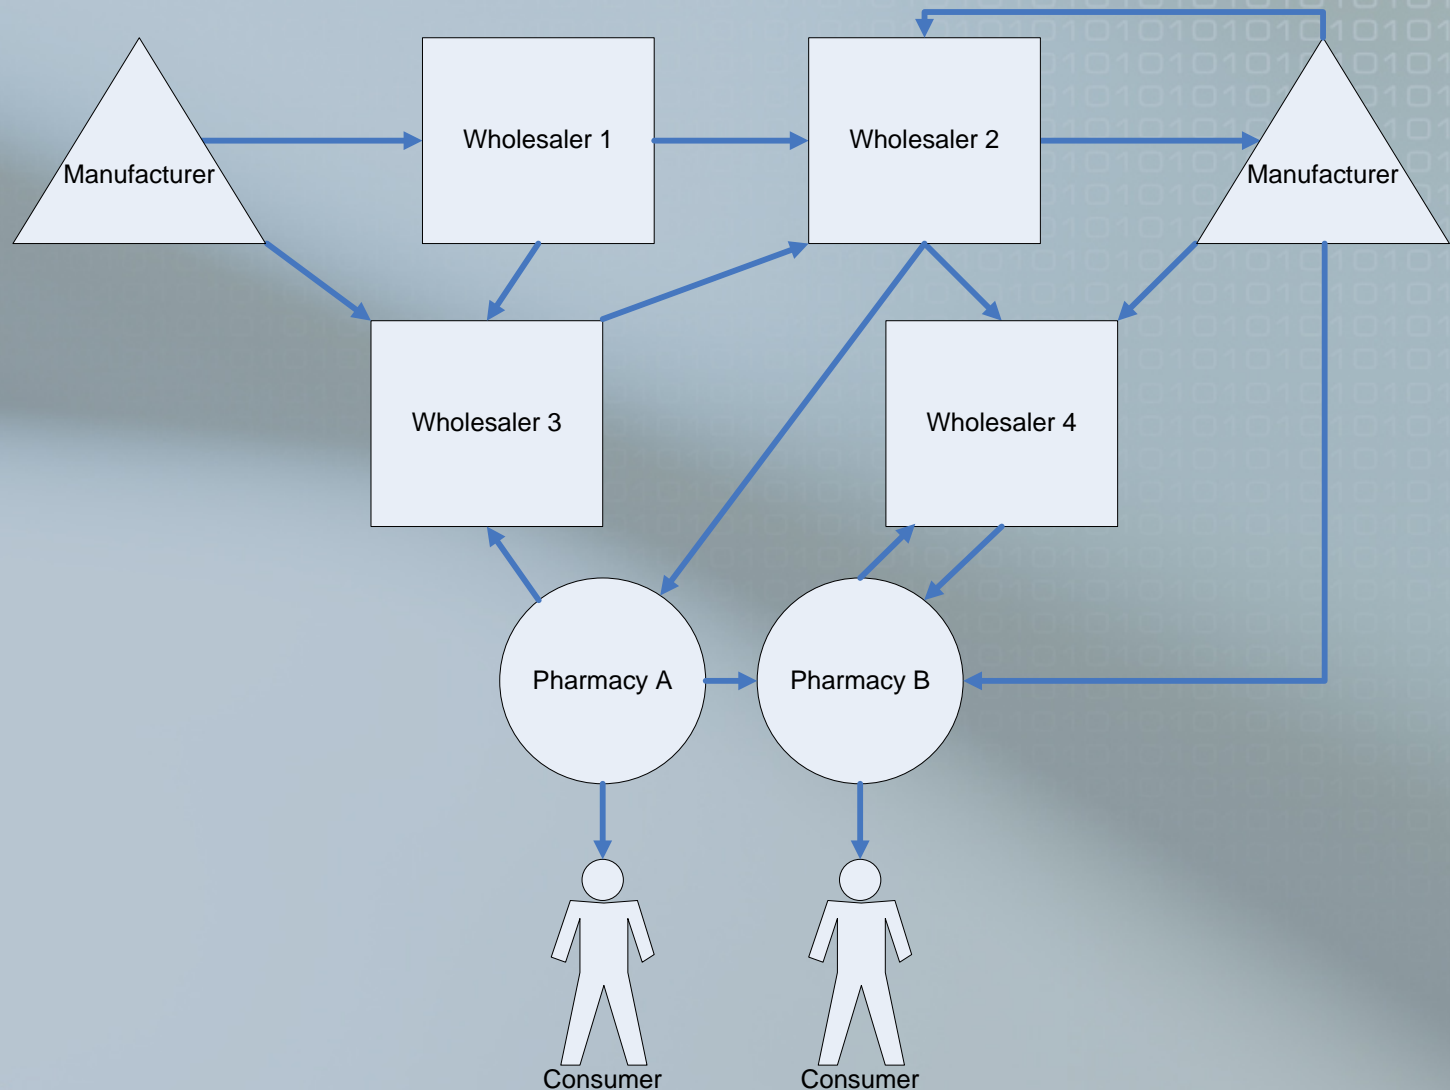 Wholesaler 1
Wholesaler 2
Manufacturer
Manufacturer
Wholesaler 3
Wholesaler 4
Pharmacy A
Pharmacy B
Consumer
Consumer